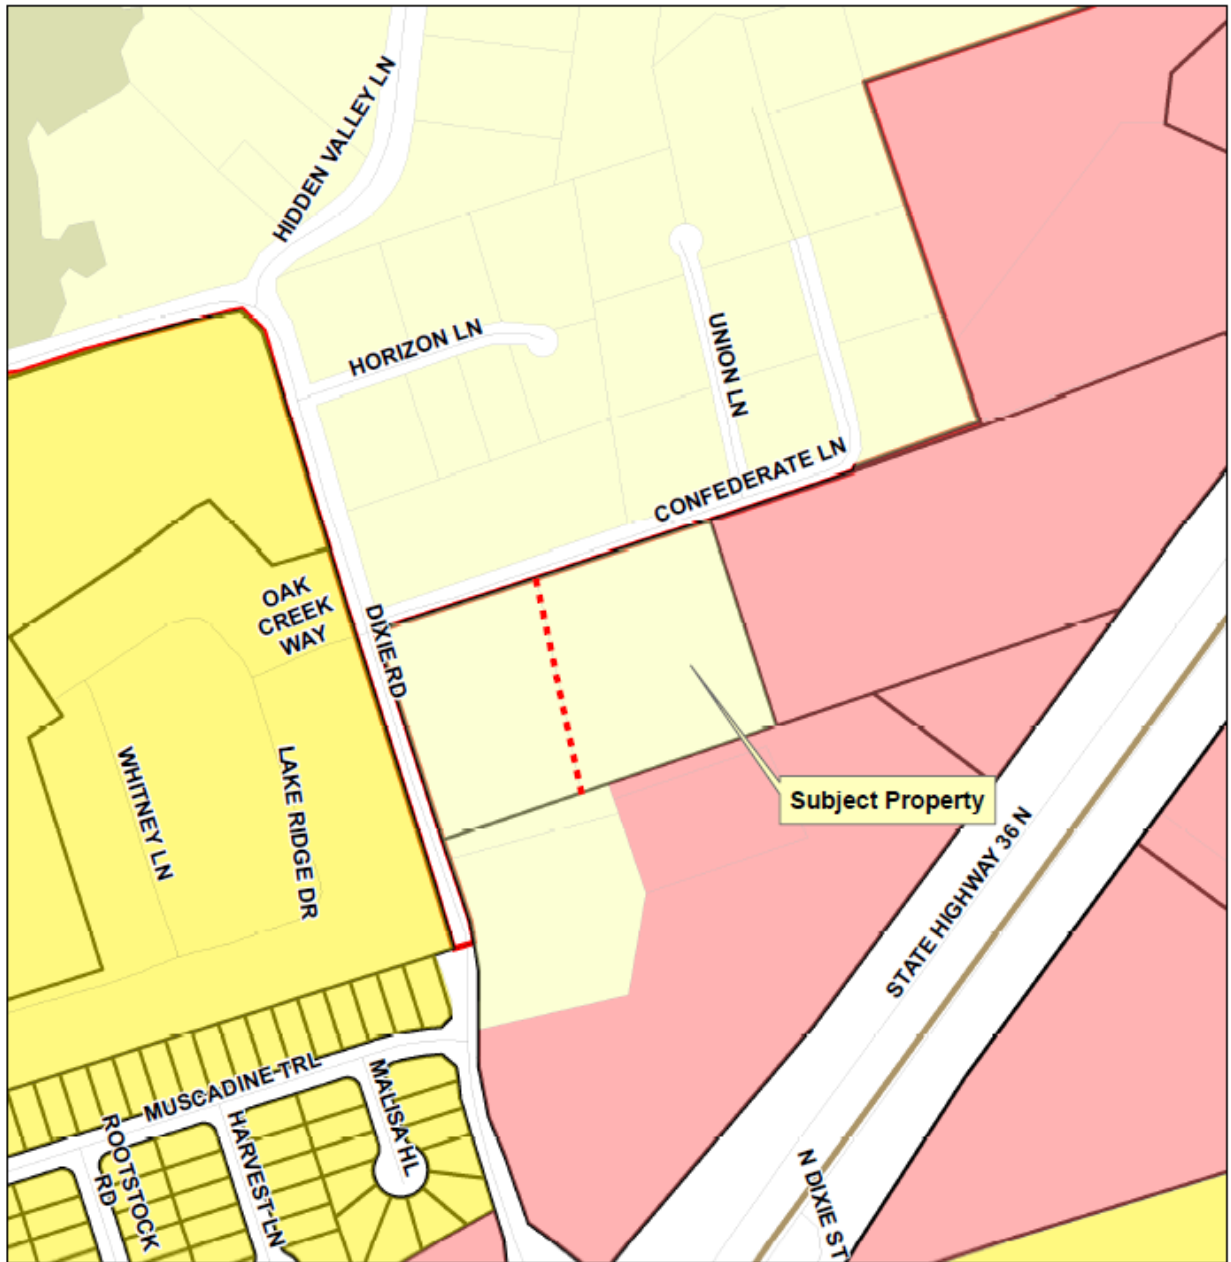 HIDDEN VALLEY LN
HORIZON LN
UNION LN
CONFEDERATE LN
OAK
CREEK
WAY
DIXIE RD
WHITNEY LN
LAKE RIDGE DR
Subject Property
STATE HIGHWAY 36 N
MUSCADINE TRL
MALISA HL
ROOTSTOCK
RD
HARVEST LN
N DIXIE ST